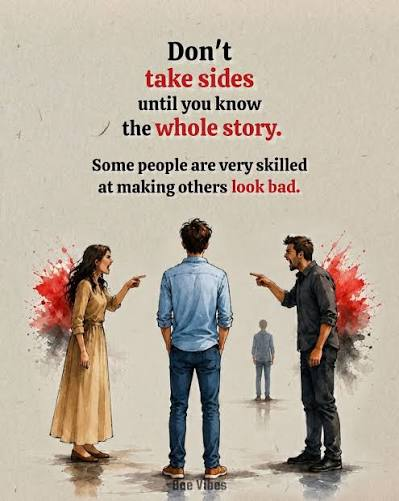 Don't
take sides
until you know
the whole story.
Some people are very skilled
at making others look bad.
Bae Vibes